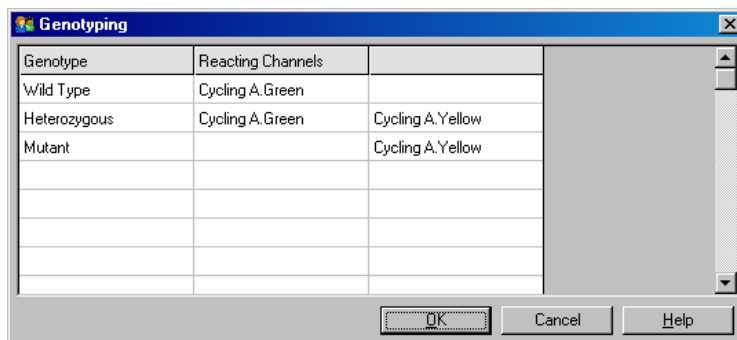 Genotyping
Genotype Reacting Channels
Wild Type Cycling A.Green
Heterozygous Cycling A.Green Cycling A.Yellow
Mutant Cycling A.Yellow
OK Cancel Help